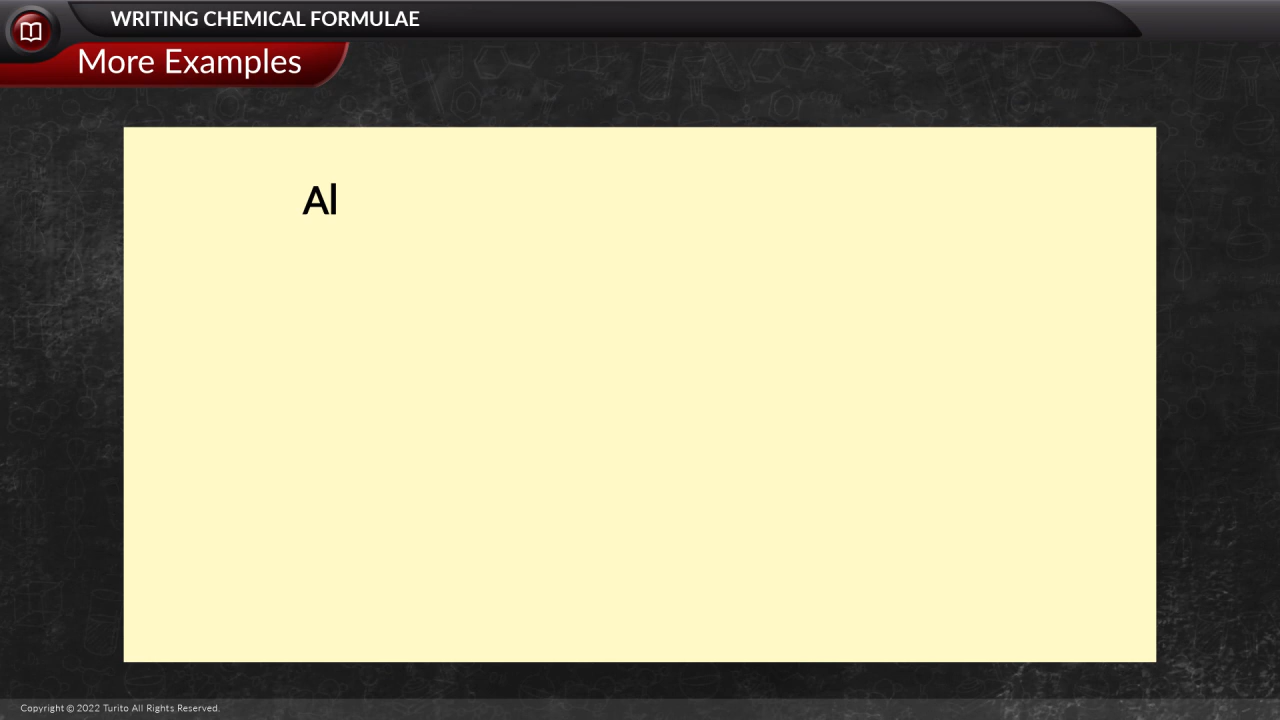 WRITING CHEMICAL FORMULAE
More Examples
Al
Copyright © 2022 Turito All Rights Reserved.